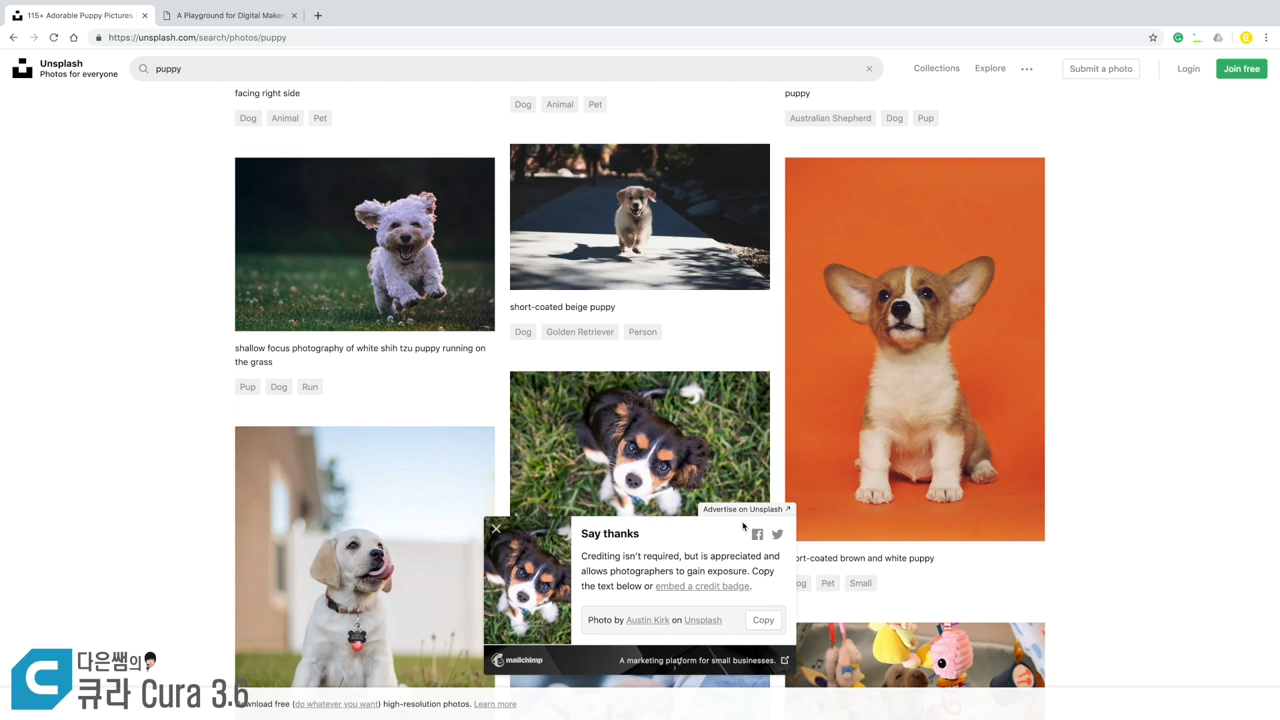 115+ Adorable Puppy Pictures
A Playground for Digital Maker
https://unsplash.com/search/photos/puppy
Unsplash
Photos for everyone
puppy
Collections
Explore
Submit a photo
Login
Join free
facing right side
Dog Animal Pet
Dog Animal Pet
puppy
Australian Shepherd Dog Pup
shallow focus photography of white shih tzu puppy running on
the grass
Pup Dog Run
short-coated beige puppy
Dog Golden Retriever Person
Advertise on Unsplash
Say thanks
Crediting isn't required, but is appreciated and
allows photographers to gain exposure. Copy
the text below or embed a credit badge.
Photo by Austin Kirk on Unsplash
Copy
mailchimp
A marketing platform for small businesses.
ort-coated brown and white puppy
og Pet Small
다은쌤의
큐라 Cura 3.6
wnload free (do whatever you want) high-resolution photos. Learn more